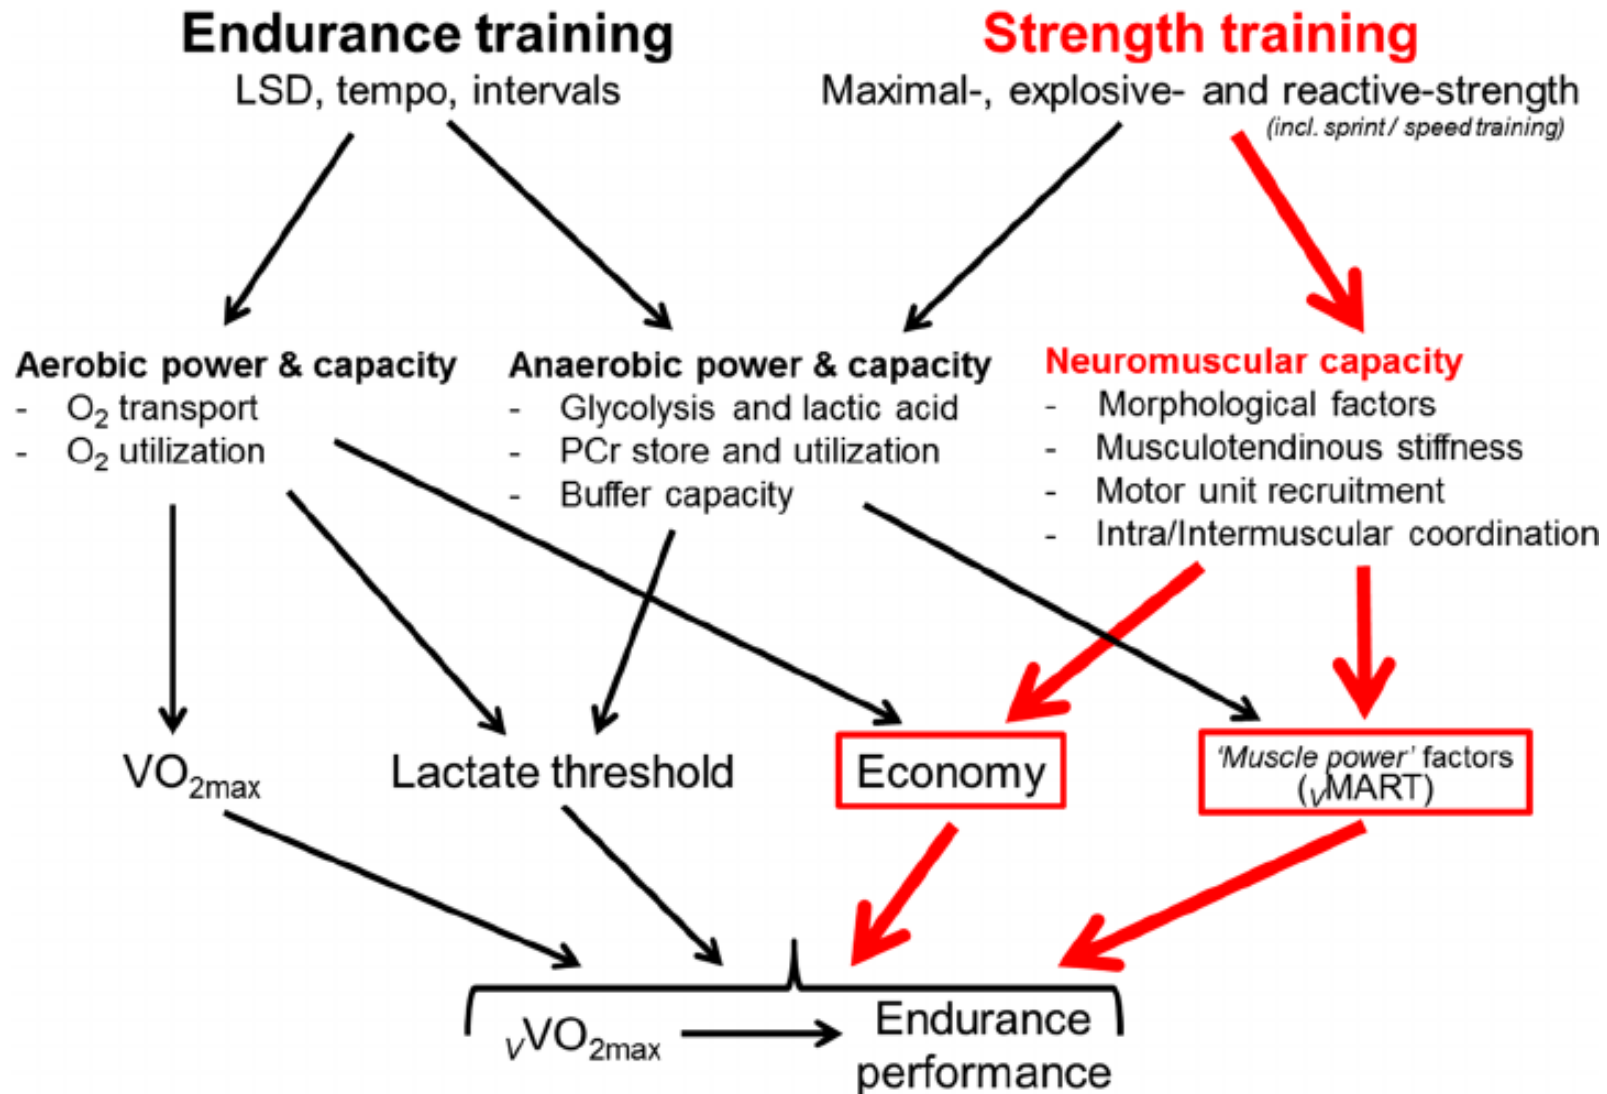 Endurance training
LSD, tempo, intervals
Strength training
Maximal-, explosive- and reactive-strength
(incl. sprint / speed training)
Aerobic power & capacity
- O₂ transport
- O₂ utilization
Anaerobic power & capacity
- Glycolysis and lactic acid
- PCr store and utilization
- Buffer capacity
Neuromuscular capacity
- Morphological factors
- Musculotendinous stiffness
- Motor unit recruitment
- Intra/Intermuscular coordination
VO₂max
Lactate threshold
Economy
‘Muscle power’ factors
(VMART)
VVO₂max
Endurance
performance